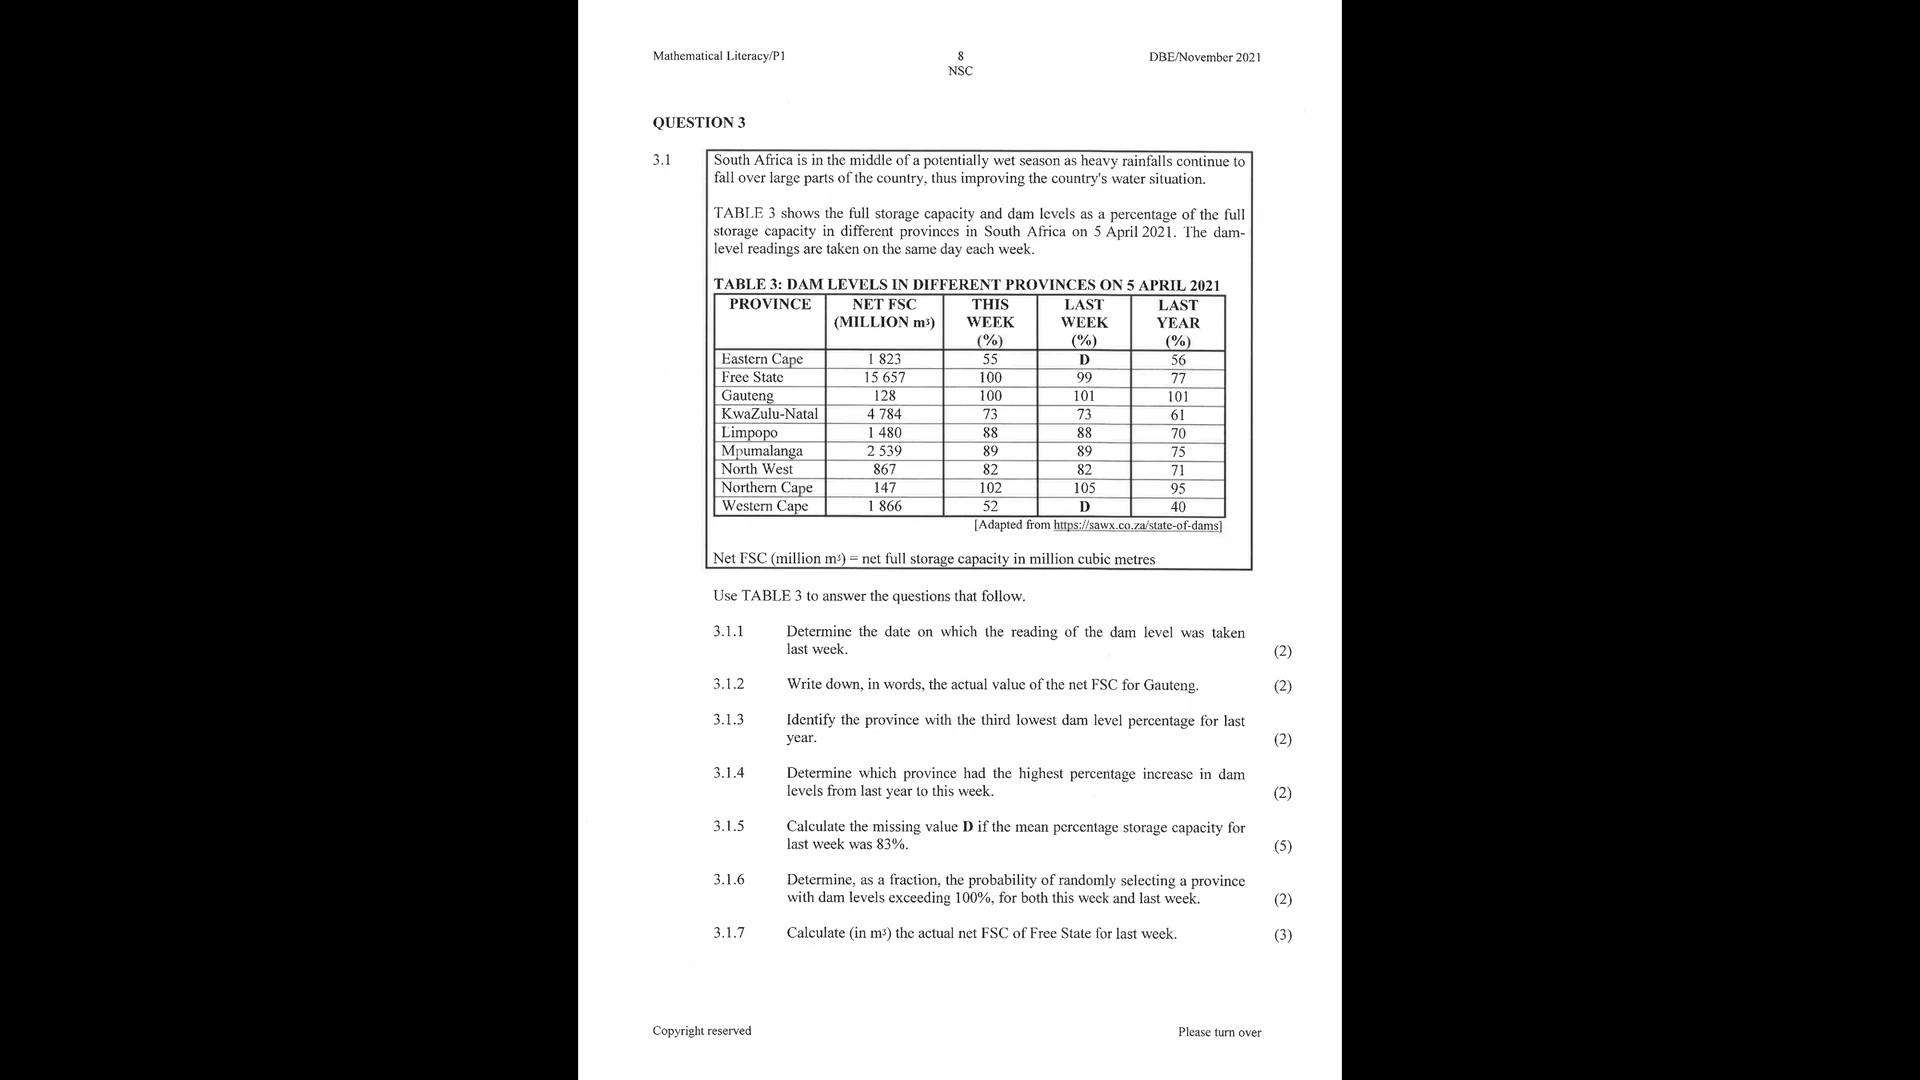 Mathematical Literacy/P1
8
DBE/November 2021
NSC
QUESTION 3
3.1
South Africa is in the middle of a potentially wet season as heavy rainfalls continue to
fall over large parts of the country, thus improving the country's water situation.
TABLE 3 shows the full storage capacity and dam levels as a percentage of the full
storage capacity in different provinces in South Africa on 5 April 2021. The dam-
level readings are taken on the same day each week.
TABLE 3: DAM LEVELS IN DIFFERENT PROVINCES ON 5 APRIL 2021
PROVINCE NET FSC (MILLION m³) THIS WEEK (%) LAST WEEK (%) LAST YEAR (%)
Eastern Cape 1 823 55 D 56
Free State 15 657 100 99 77
Gauteng 128 100 101 101
KwaZulu-Natal 4 784 73 73 61
Limpopo 1 480 88 88 70
Mpumalanga 2 539 89 89 75
North West 867 82 82 71
Northern Cape 147 102 105 95
Western Cape 1 866 52 D 40
[Adapted from https://sawx.co.za/state-of-dams]
Net FSC (million m³) = net full storage capacity in million cubic metres
Use TABLE 3 to answer the questions that follow.
3.1.1 Determine the date on which the reading of the dam level was taken
last week. (2)
3.1.2 Write down, in words, the actual value of the net FSC for Gauteng. (2)
3.1.3 Identify the province with the third lowest dam level percentage for last
year. (2)
3.1.4 Determine which province had the highest percentage increase in dam
levels from last year to this week. (2)
3.1.5 Calculate the missing value D if the mean percentage storage capacity for
last week was 83%. (5)
3.1.6 Determine, as a fraction, the probability of randomly selecting a province
with dam levels exceeding 100%, for both this week and last week. (2)
3.1.7 Calculate (in m³) the actual net FSC of Free State for last week. (3)
Copyright reserved
Please turn over